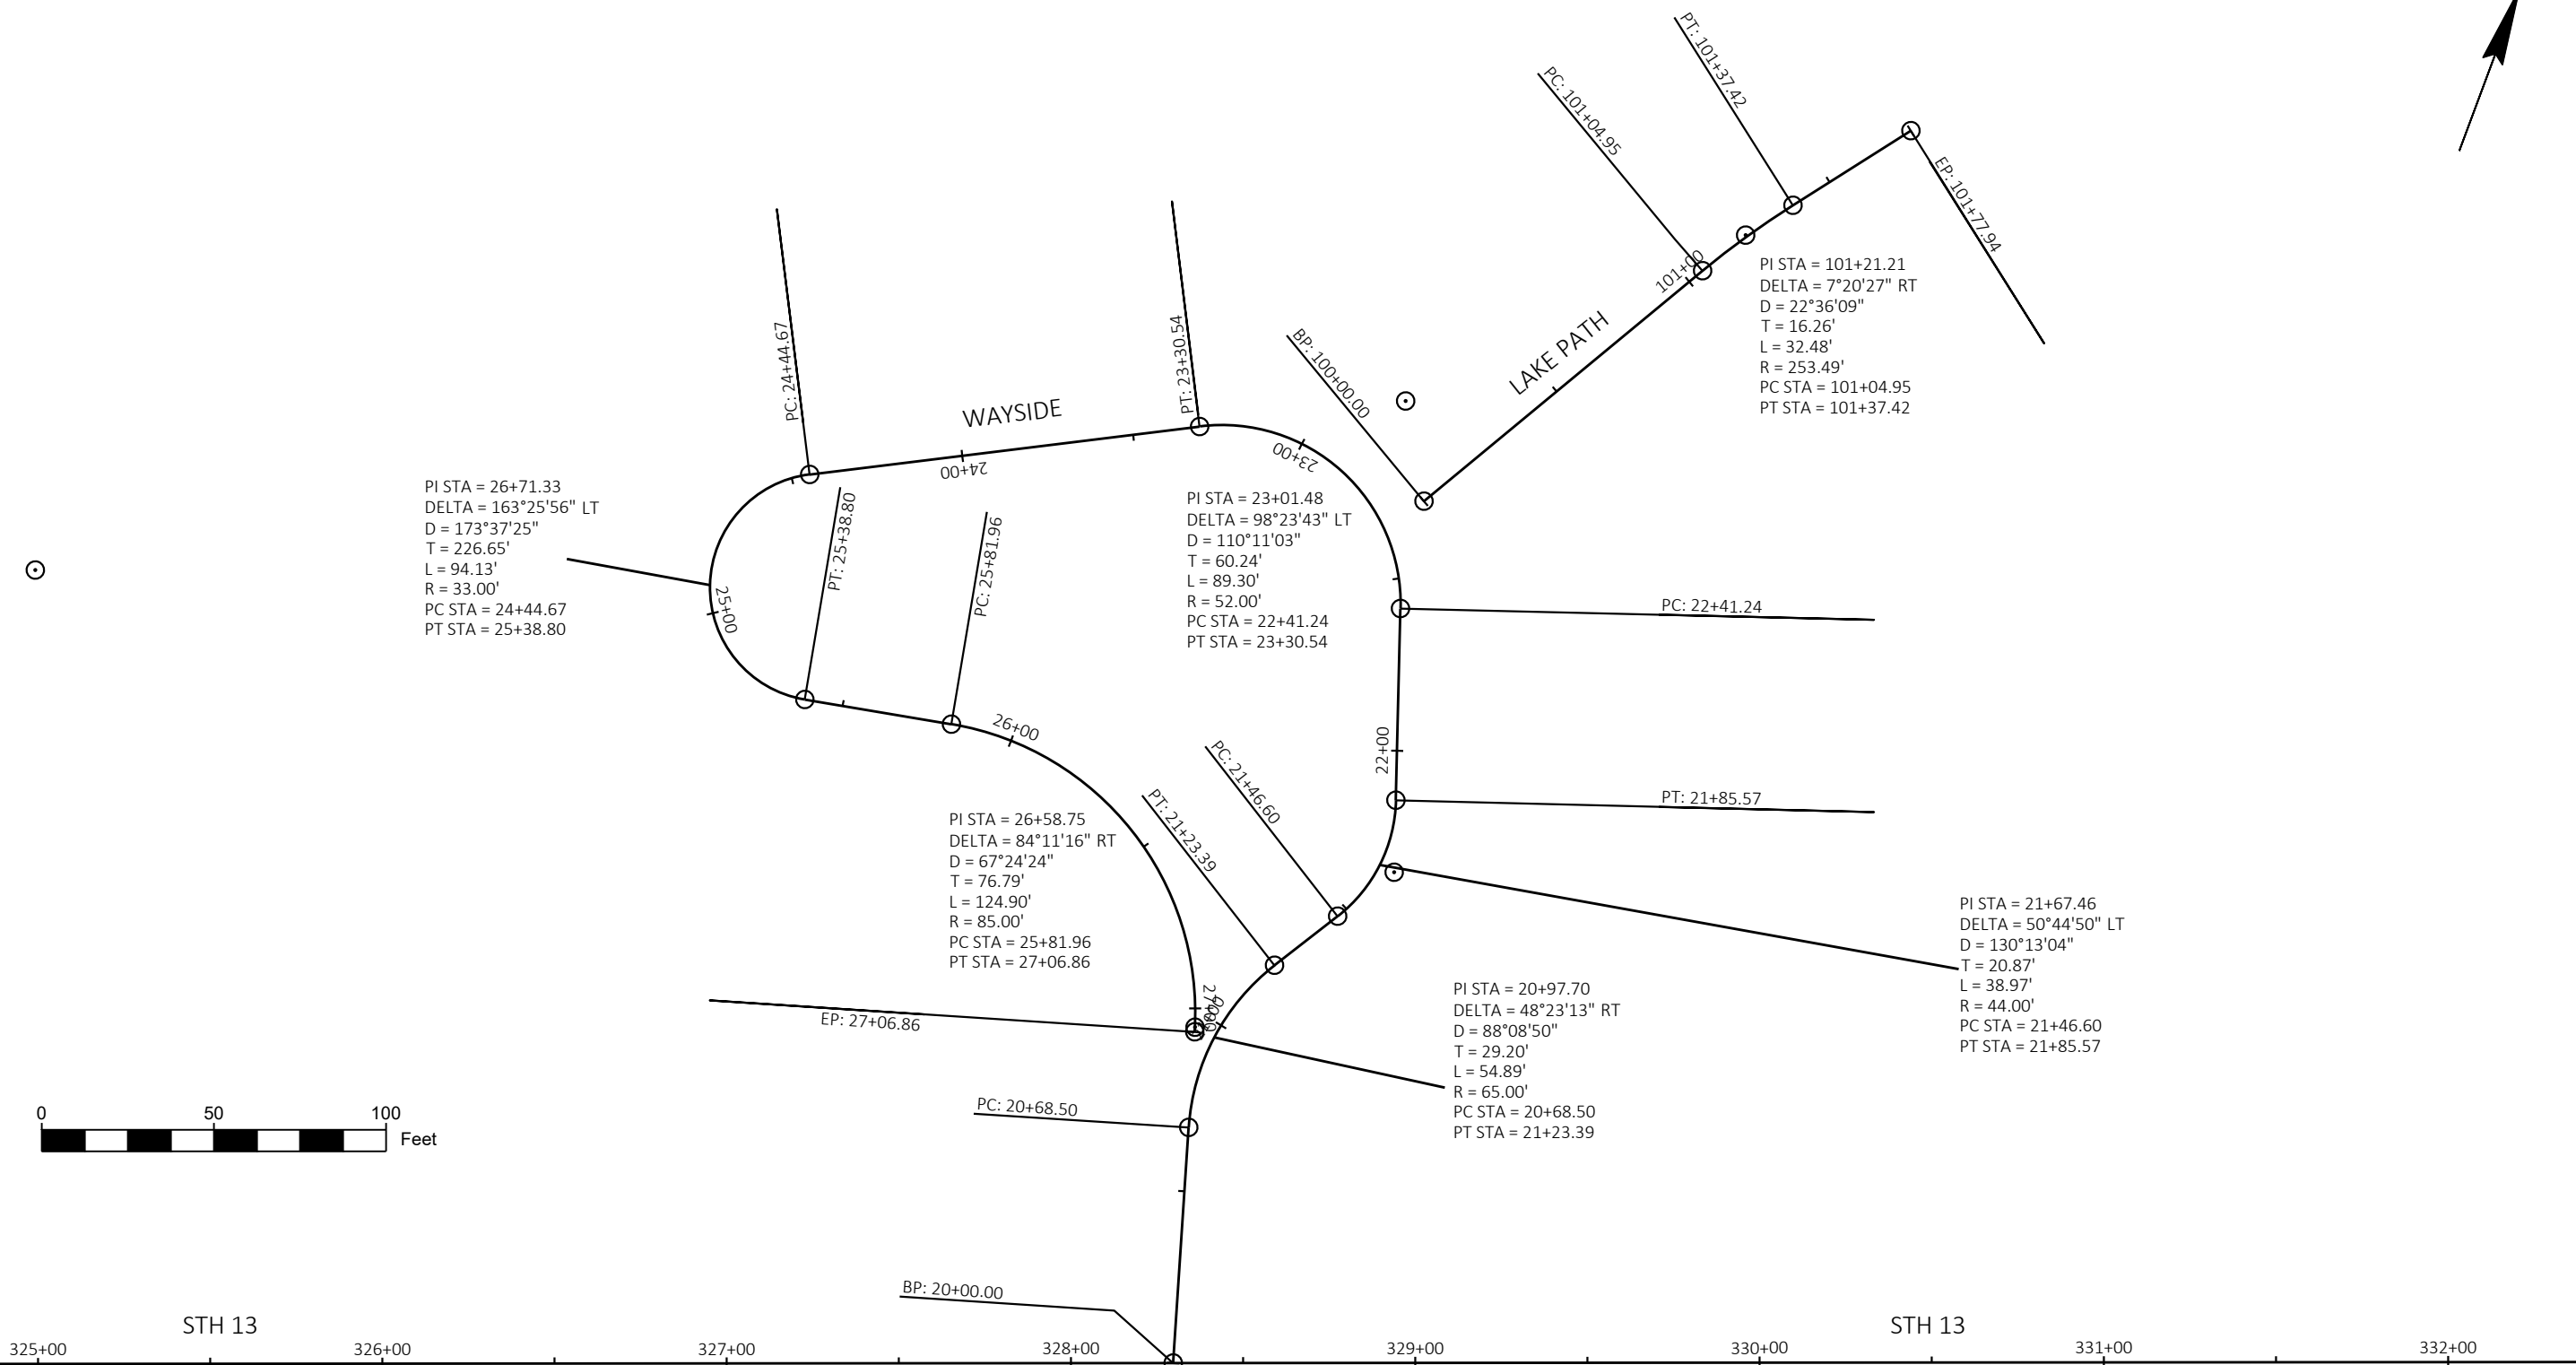 PT: 101+37.42
PC: 101+04.95
EP: 101+77.94
101+00
LAKE PATH
BP: 100+00.00
PI STA = 101+21.21
DELTA = 7°20'27" RT
D = 22°36'09"
T = 16.26'
L = 32.48'
R = 253.49'
PC STA = 101+04.95
PT STA = 101+37.42
PC: 24+44.67
PT: 23+30.54
WAYSIDE
24+00
23+00
PI STA = 26+71.33
DELTA = 163°25'56" LT
D = 173°37'25"
T = 226.65'
L = 94.13'
R = 33.00'
PC STA = 24+44.67
PT STA = 25+38.80
25+00
PT: 25+38.80
PC: 25+81.96
PI STA = 23+01.48
DELTA = 98°23'43" LT
D = 110°11'03"
T = 60.24'
L = 89.30'
R = 52.00'
PC STA = 22+41.24
PT STA = 23+30.54
PC: 22+41.24
26+00
22+00
PC: 21+46.60
PT: 21+23.39
PT: 21+85.57
PI STA = 26+58.75
DELTA = 84°11'16" RT
D = 67°24'24"
T = 76.79'
L = 124.90'
R = 85.00'
PC STA = 25+81.96
PT STA = 27+06.86
PI STA = 21+67.46
DELTA = 50°44'50" LT
D = 130°13'04"
T = 20.87'
L = 38.97'
R = 44.00'
PC STA = 21+46.60
PT STA = 21+85.57
27+00
EP: 27+06.86
PI STA = 20+97.70
DELTA = 48°23'13" RT
D = 88°08'50"
T = 29.20'
L = 54.89'
R = 65.00'
PC STA = 20+68.50
PT STA = 21+23.39
PC: 20+68.50
0 50 100
Feet
BP: 20+00.00
STH 13 STH 13
325+00 326+00 327+00 328+00 329+00 330+00 331+00 332+00